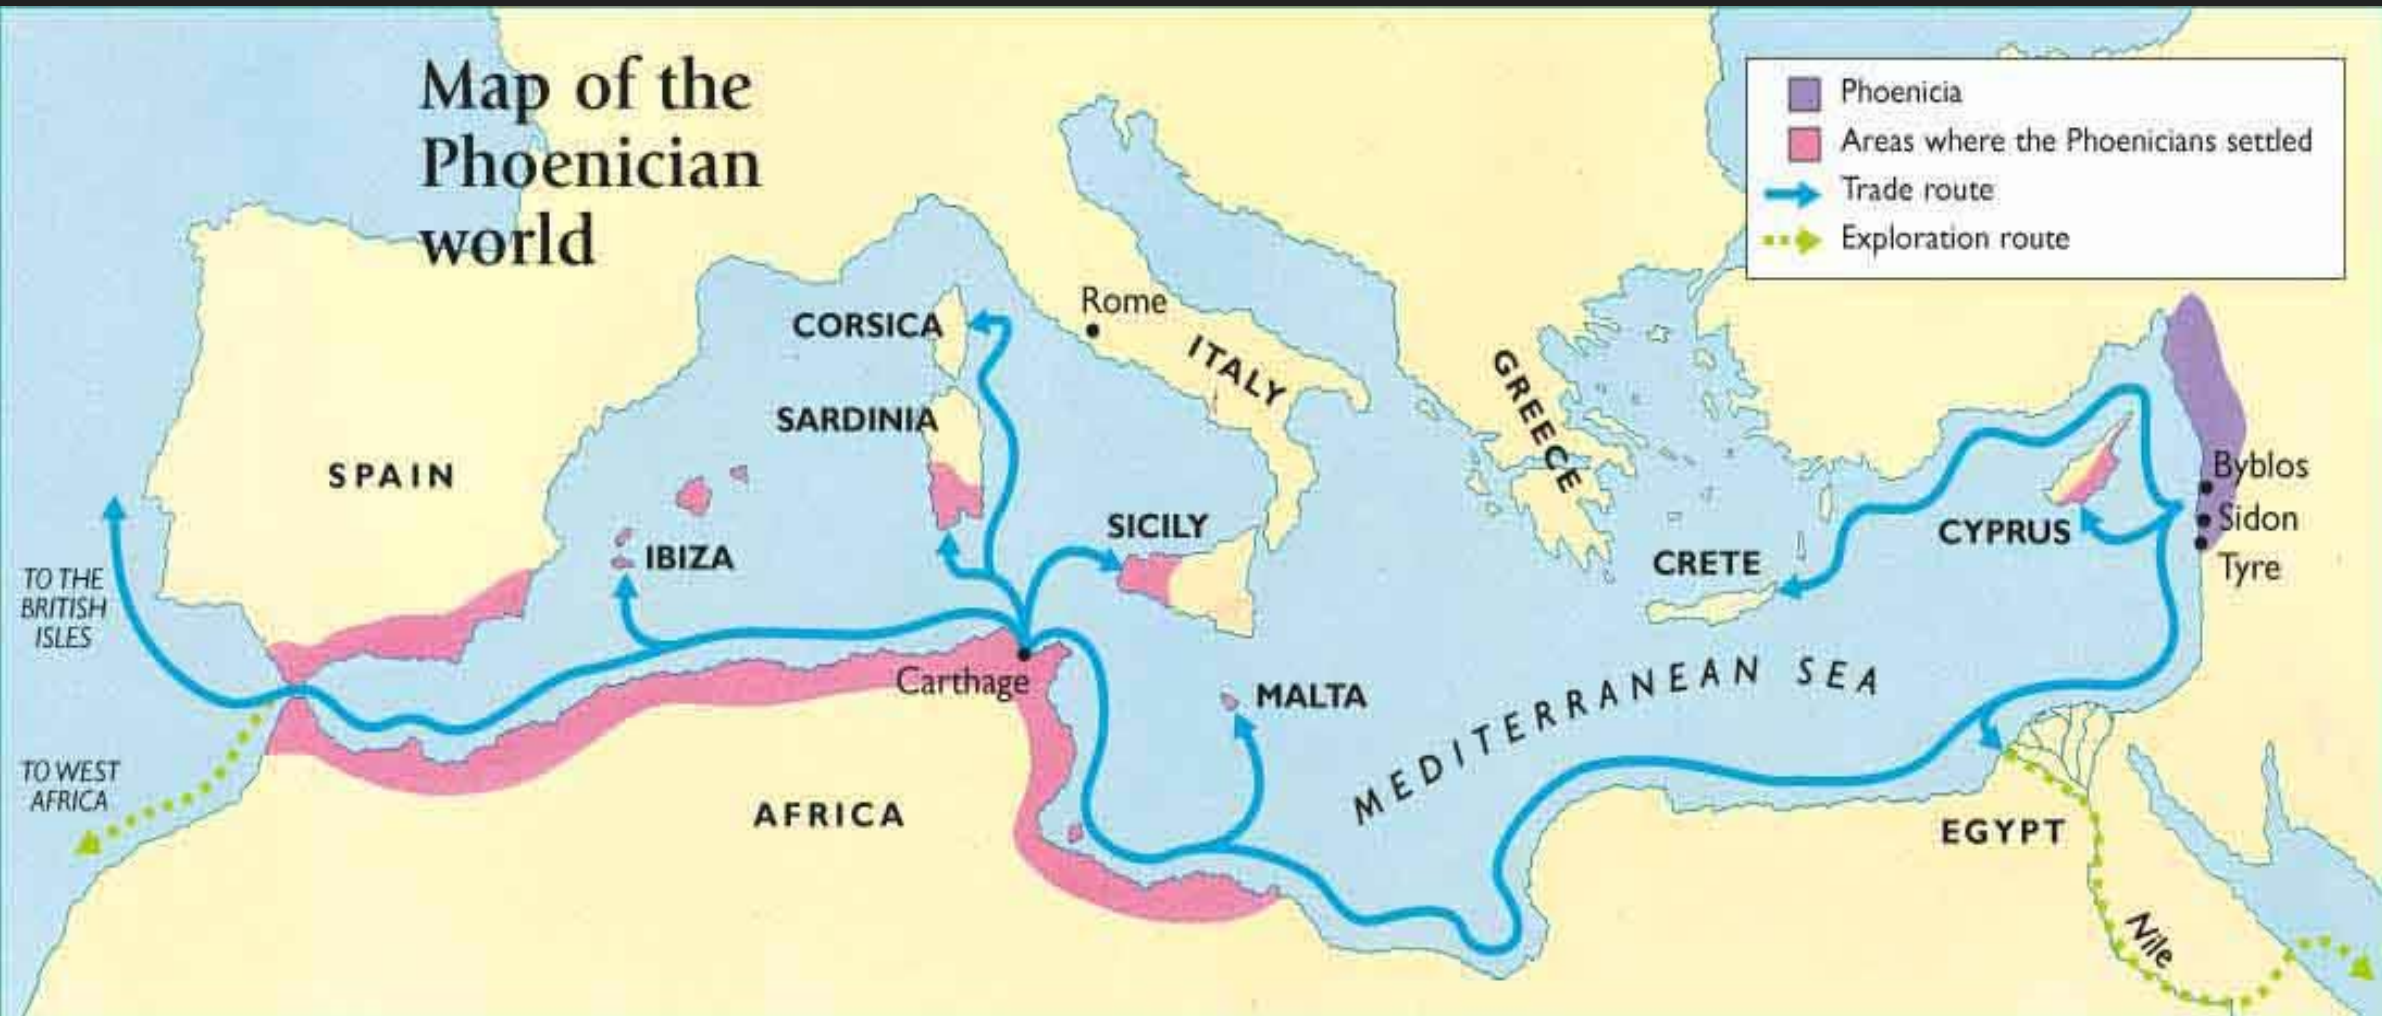 Map of the
Phoenician
world
Phoenicia
Areas where the Phoenicians settled
Trade route
Exploration route
CORSICA
Rome
ITALY
SARDINIA
GREECE
SPAIN
Byblos
Sidon
Tyre
CYPRUS
SICILY
IBIZA
CRETE
TO THE
BRITISH
ISLES
Carthage
MALTA
MEDITERRANEAN SEA
TO WEST
AFRICA
AFRICA
EGYPT
Nile